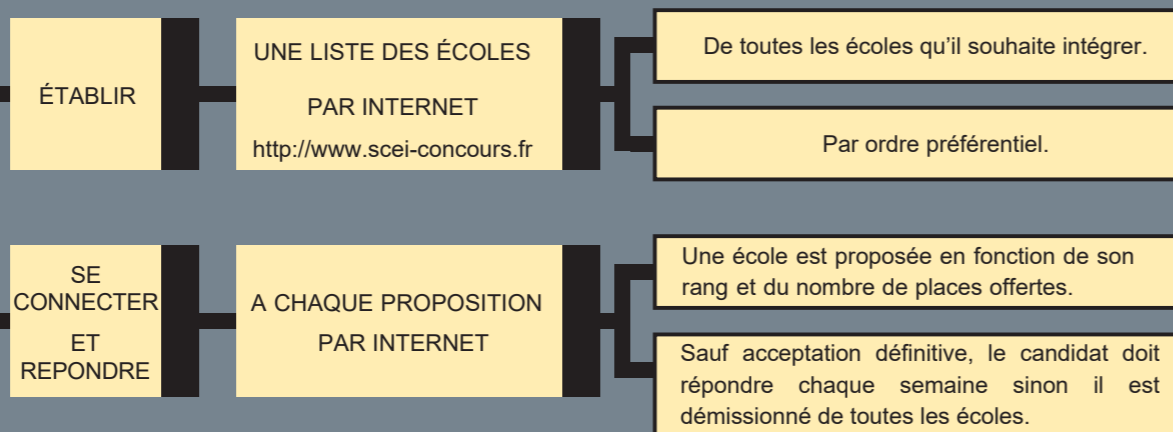 ÉTABLIR
UNE LISTE DES ÉCOLES
PAR INTERNET
http://www.scei-concours.fr
De toutes les écoles qu'il souhaite intégrer.
Par ordre préférentiel.
SE
CONNECTER
ET
REPONDRE
A CHAQUE PROPOSITION
PAR INTERNET
Une école est proposée en fonction de son
rang et du nombre de places offertes.
Sauf acceptation définitive, le candidat doit
répondre chaque semaine sinon il est
démissionné de toutes les écoles.